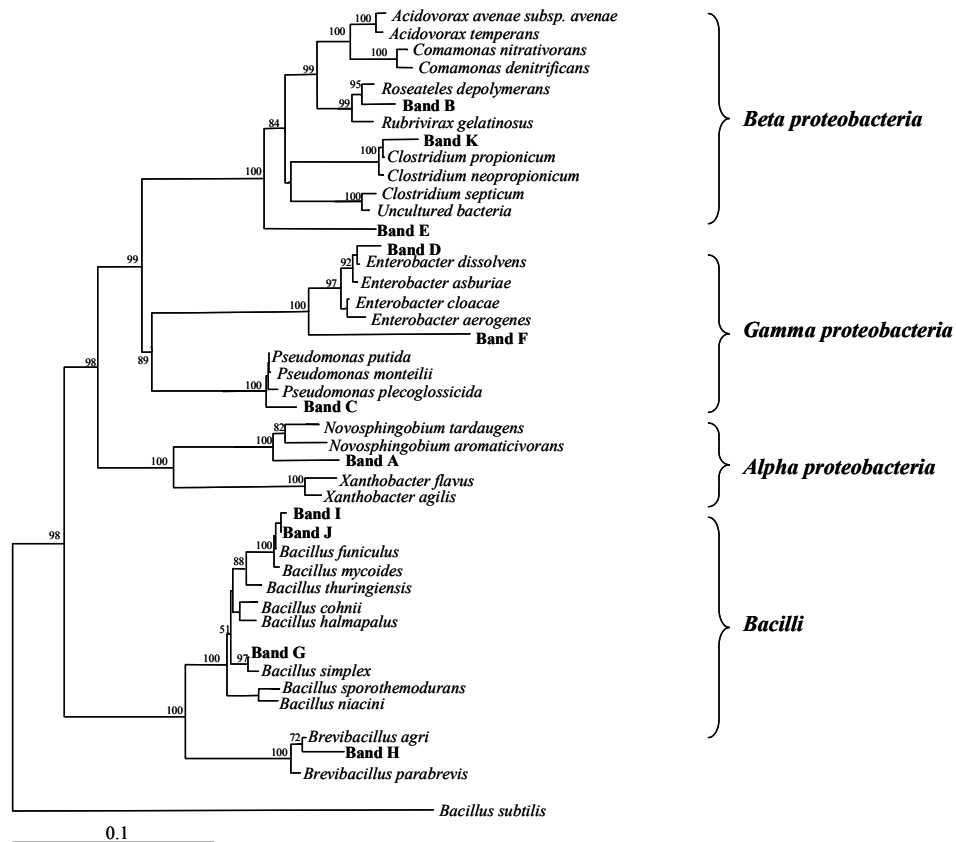 Acidovorax avenae subsp. avenae
100
Acidovorax temperans
100
Comamonas nitrativorans
100
Comamonas denitrificans
99
95
Roseateles depolymerans
Band B
99
Rubrivirax gelatinosus
Beta proteobacteria
84
Band K
100
Clostridium propionicum
100
Clostridium neopropionicum
Clostridium septicum
100
Uncultured bacteria
Band E
Band D
99
92
Enterobacter dissolvens
97
Enterobacter asburiae
Enterobacter cloacae
100
Enterobacter aerogenes
Band F
Gamma proteobacteria
89
Pseudomonas putida
98
Pseudomonas monteilii
100
Pseudomonas plecoglossicida
Band C
82
Novosphingobium tardaugens
100
Novosphingobium aromaticivorans
100
Band A
Alpha proteobacteria
100
Xanthobacter flavus
Xanthobacter agilis
Band I
98
Band J
100
Bacillus funiculus
88
Bacillus mycoides
Bacillus thuringiensis
Bacillus cohnii
Bacillus halmapalus
Bacilli
51
Band G
100
97
Bacillus simplex
Bacillus sporothemodurans
Bacillus niacini
100
72
Brevibacillus agri
100
Band H
Brevibacillus parabrevis
Bacillus subtilis
0.1